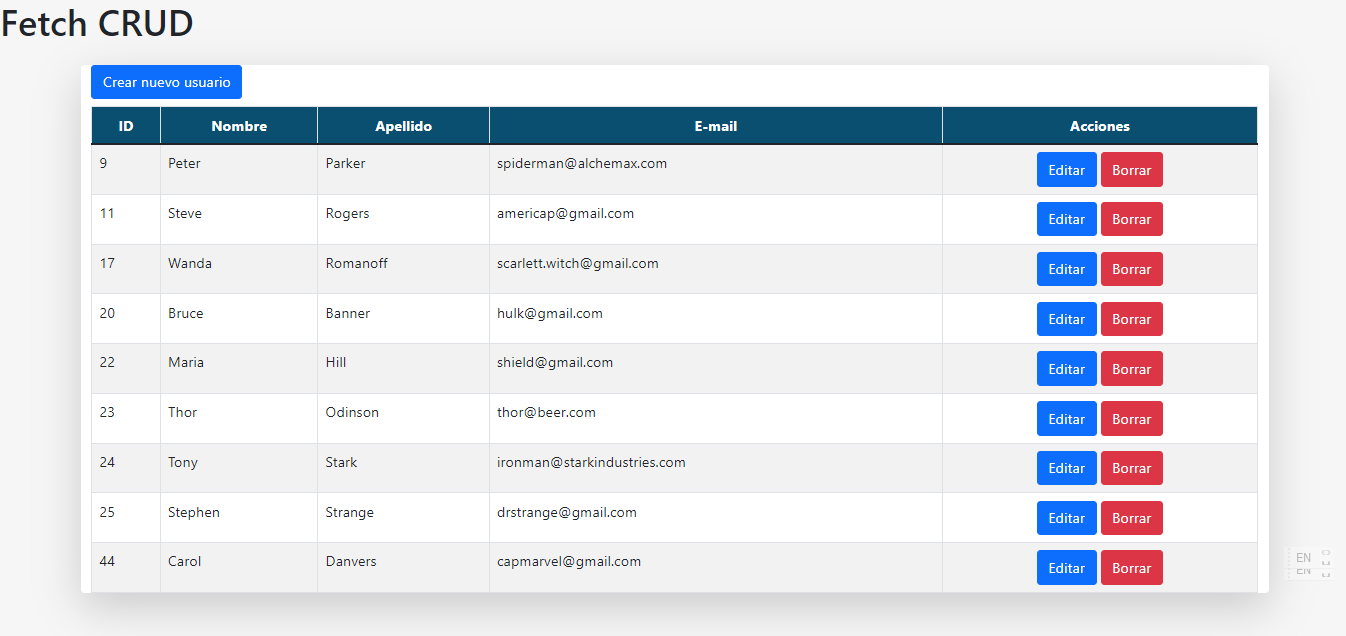 Fetch CRUD
Crear nuevo usuario
ID Nombre Apellido E-mail Acciones
9 Peter Parker spiderman@alchemax.com Editar Borrar
11 Steve Rogers americap@gmail.com Editar Borrar
17 Wanda Romanoff scarlett.witch@gmail.com Editar Borrar
20 Bruce Banner hulk@gmail.com Editar Borrar
22 Maria Hill shield@gmail.com Editar Borrar
23 Thor Odinson thor@beer.com Editar Borrar
24 Tony Stark ironman@starkindustries.com Editar Borrar
25 Stephen Strange drstrange@gmail.com Editar Borrar
44 Carol Danvers capmarvel@gmail.com Editar Borrar
EN
EN